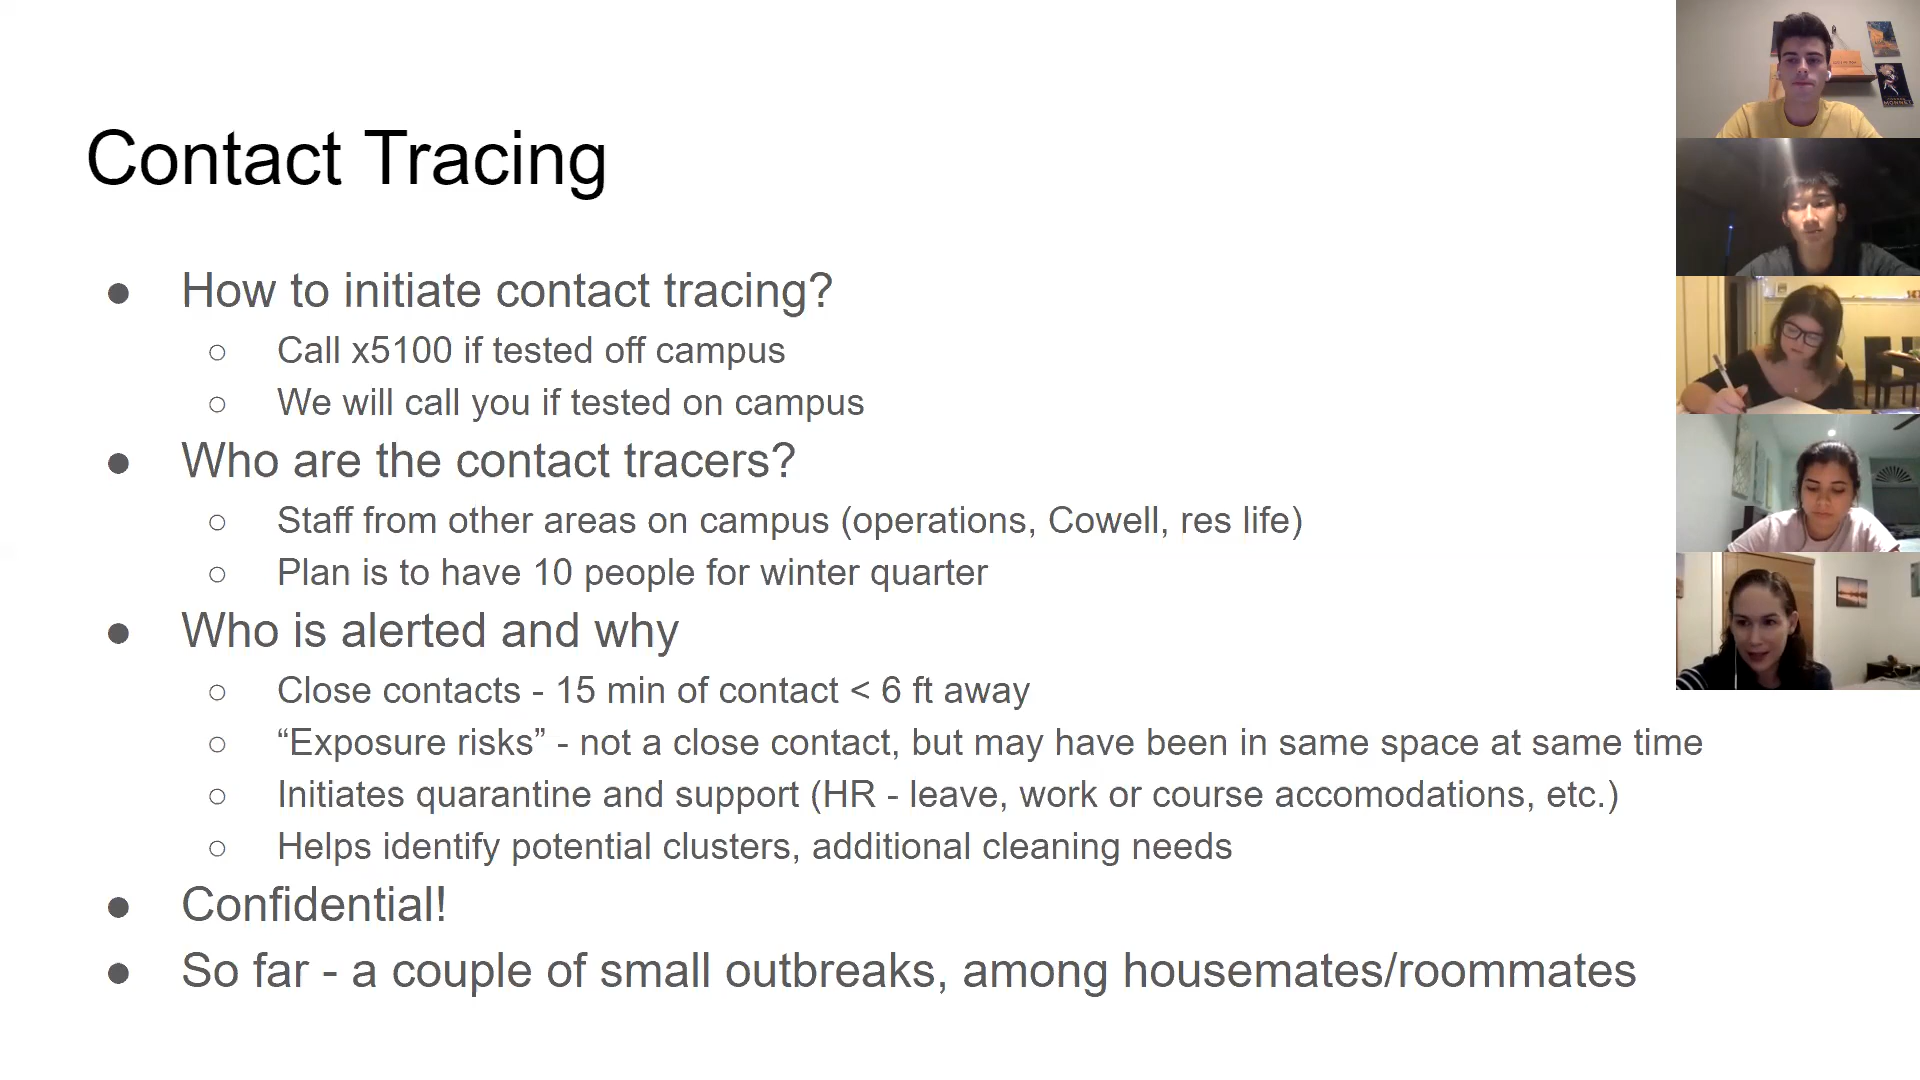 Contact Tracing
● How to initiate contact tracing?
○ Call x5100 if tested off campus
○ We will call you if tested on campus
● Who are the contact tracers?
○ Staff from other areas on campus (operations, Cowell, res life)
○ Plan is to have 10 people for winter quarter
● Who is alerted and why
○ Close contacts - 15 min of contact < 6 ft away
○ “Exposure risks” - not a close contact, but may have been in same space at same time
○ Initiates quarantine and support (HR - leave, work or course accomodations, etc.)
○ Helps identify potential clusters, additional cleaning needs
● Confidential!
● So far - a couple of small outbreaks, among housemates/roommates
MONNET